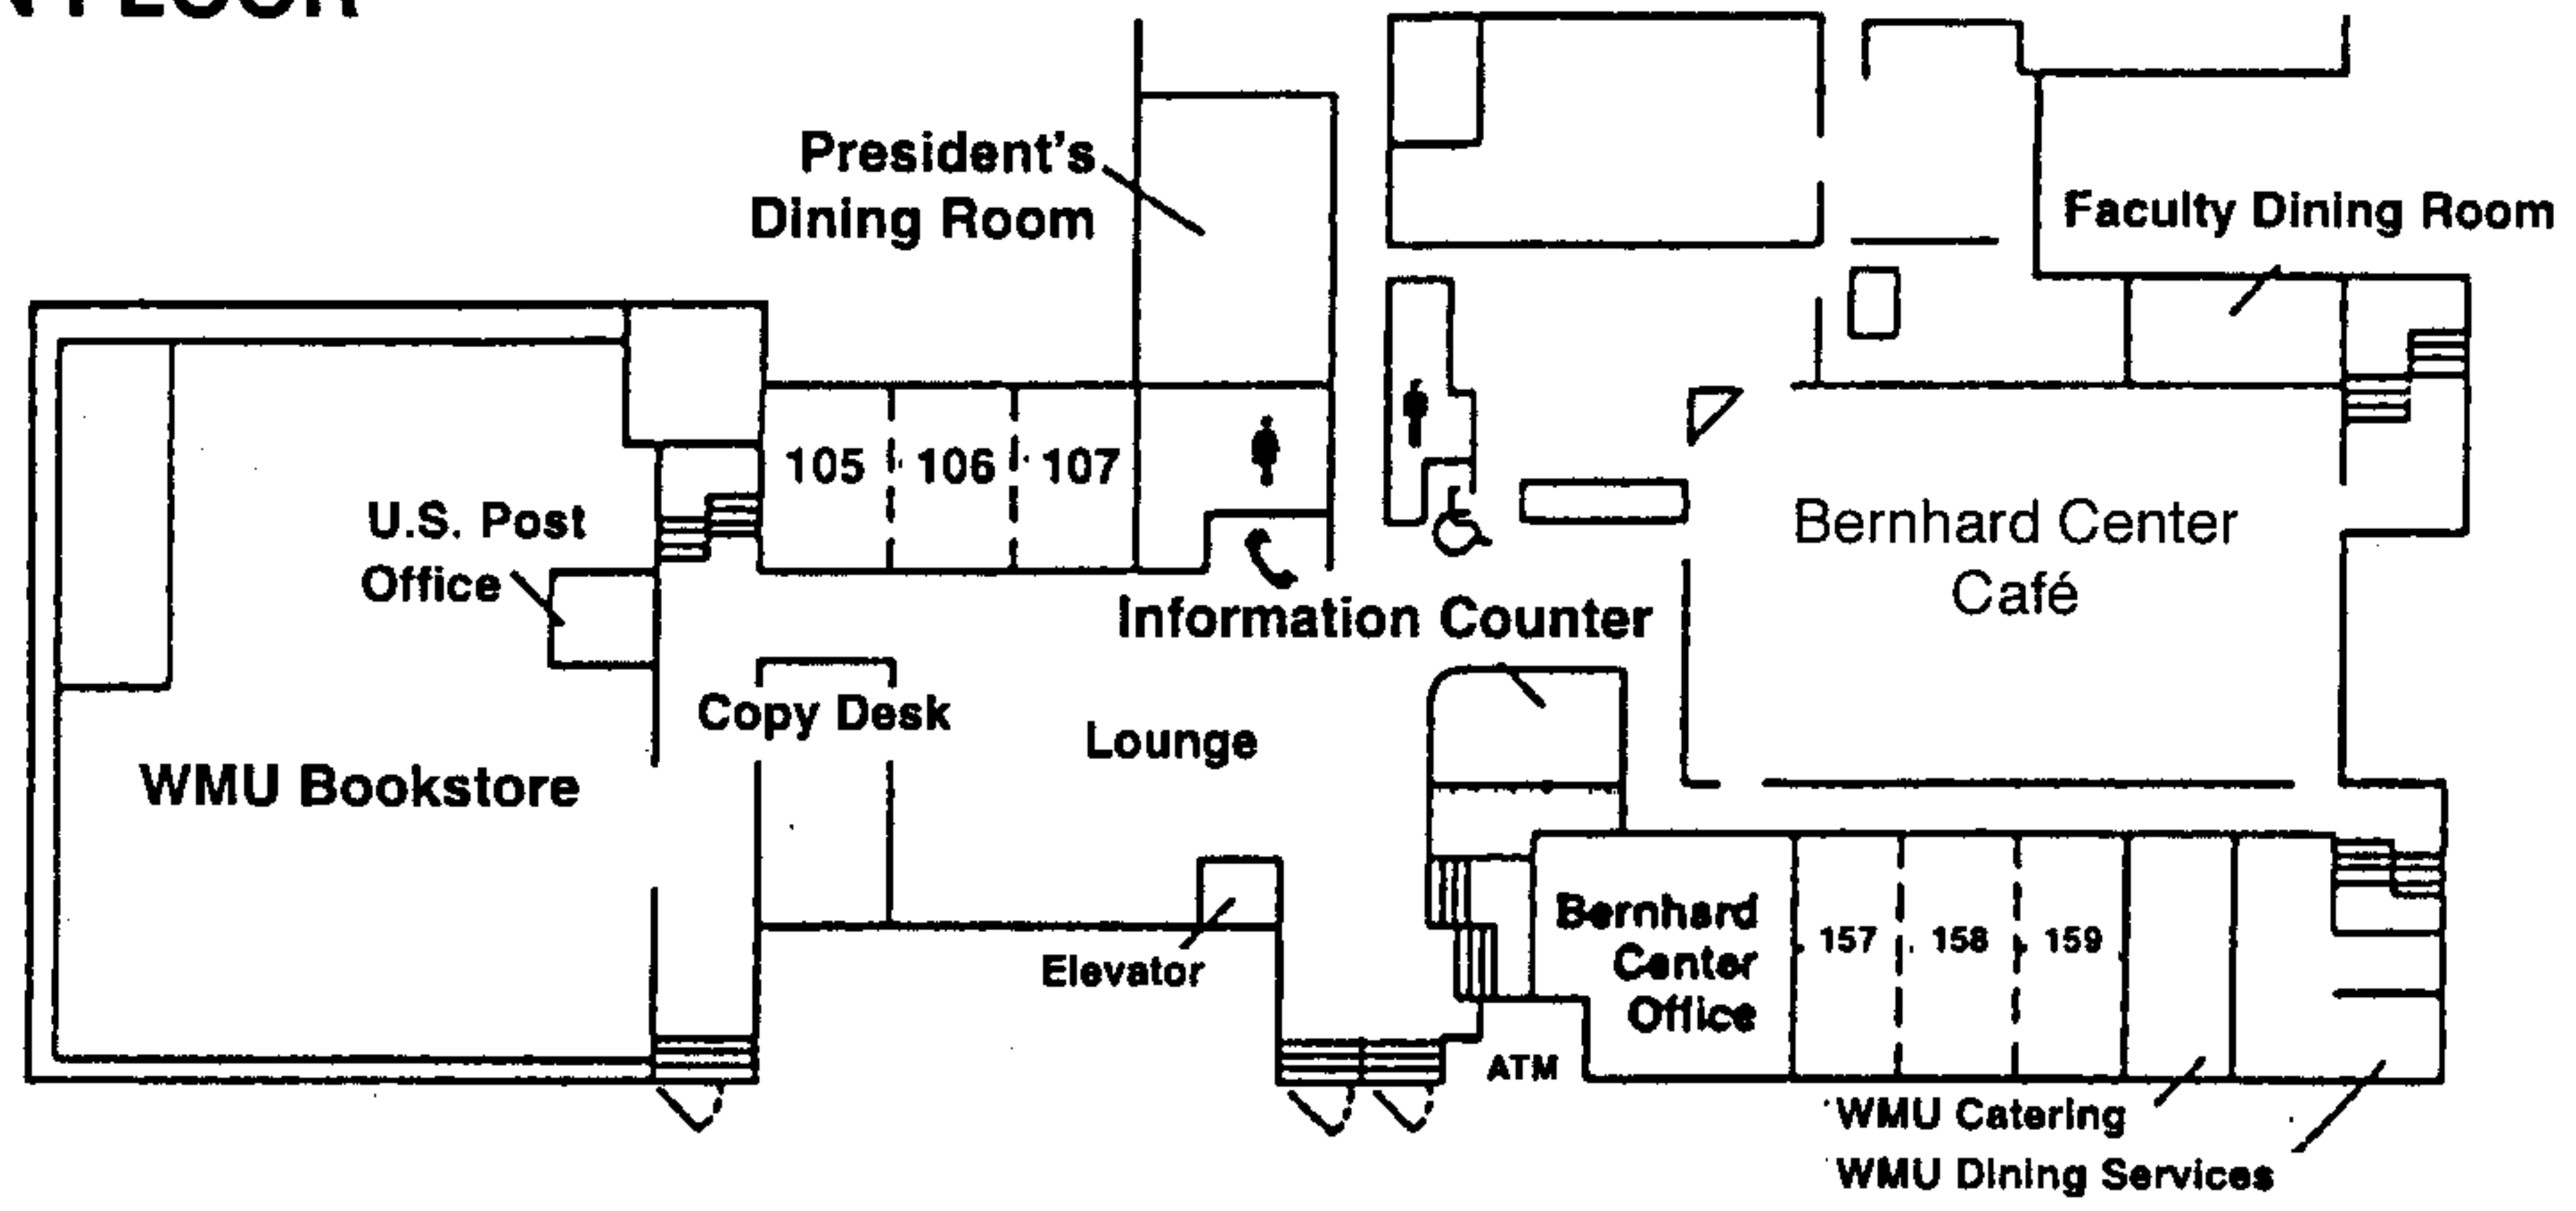 FLOOR
President's
Dining Room
Faculty Dining Room
105 106 107
U.S. Post
Office
Bernhard Center
Café
Information Counter
Copy Desk
Lounge
WMU Bookstore
Elevator
Bernhard
Center
Office
157 158 159
ATM
WMU Catering
WMU Dining Services